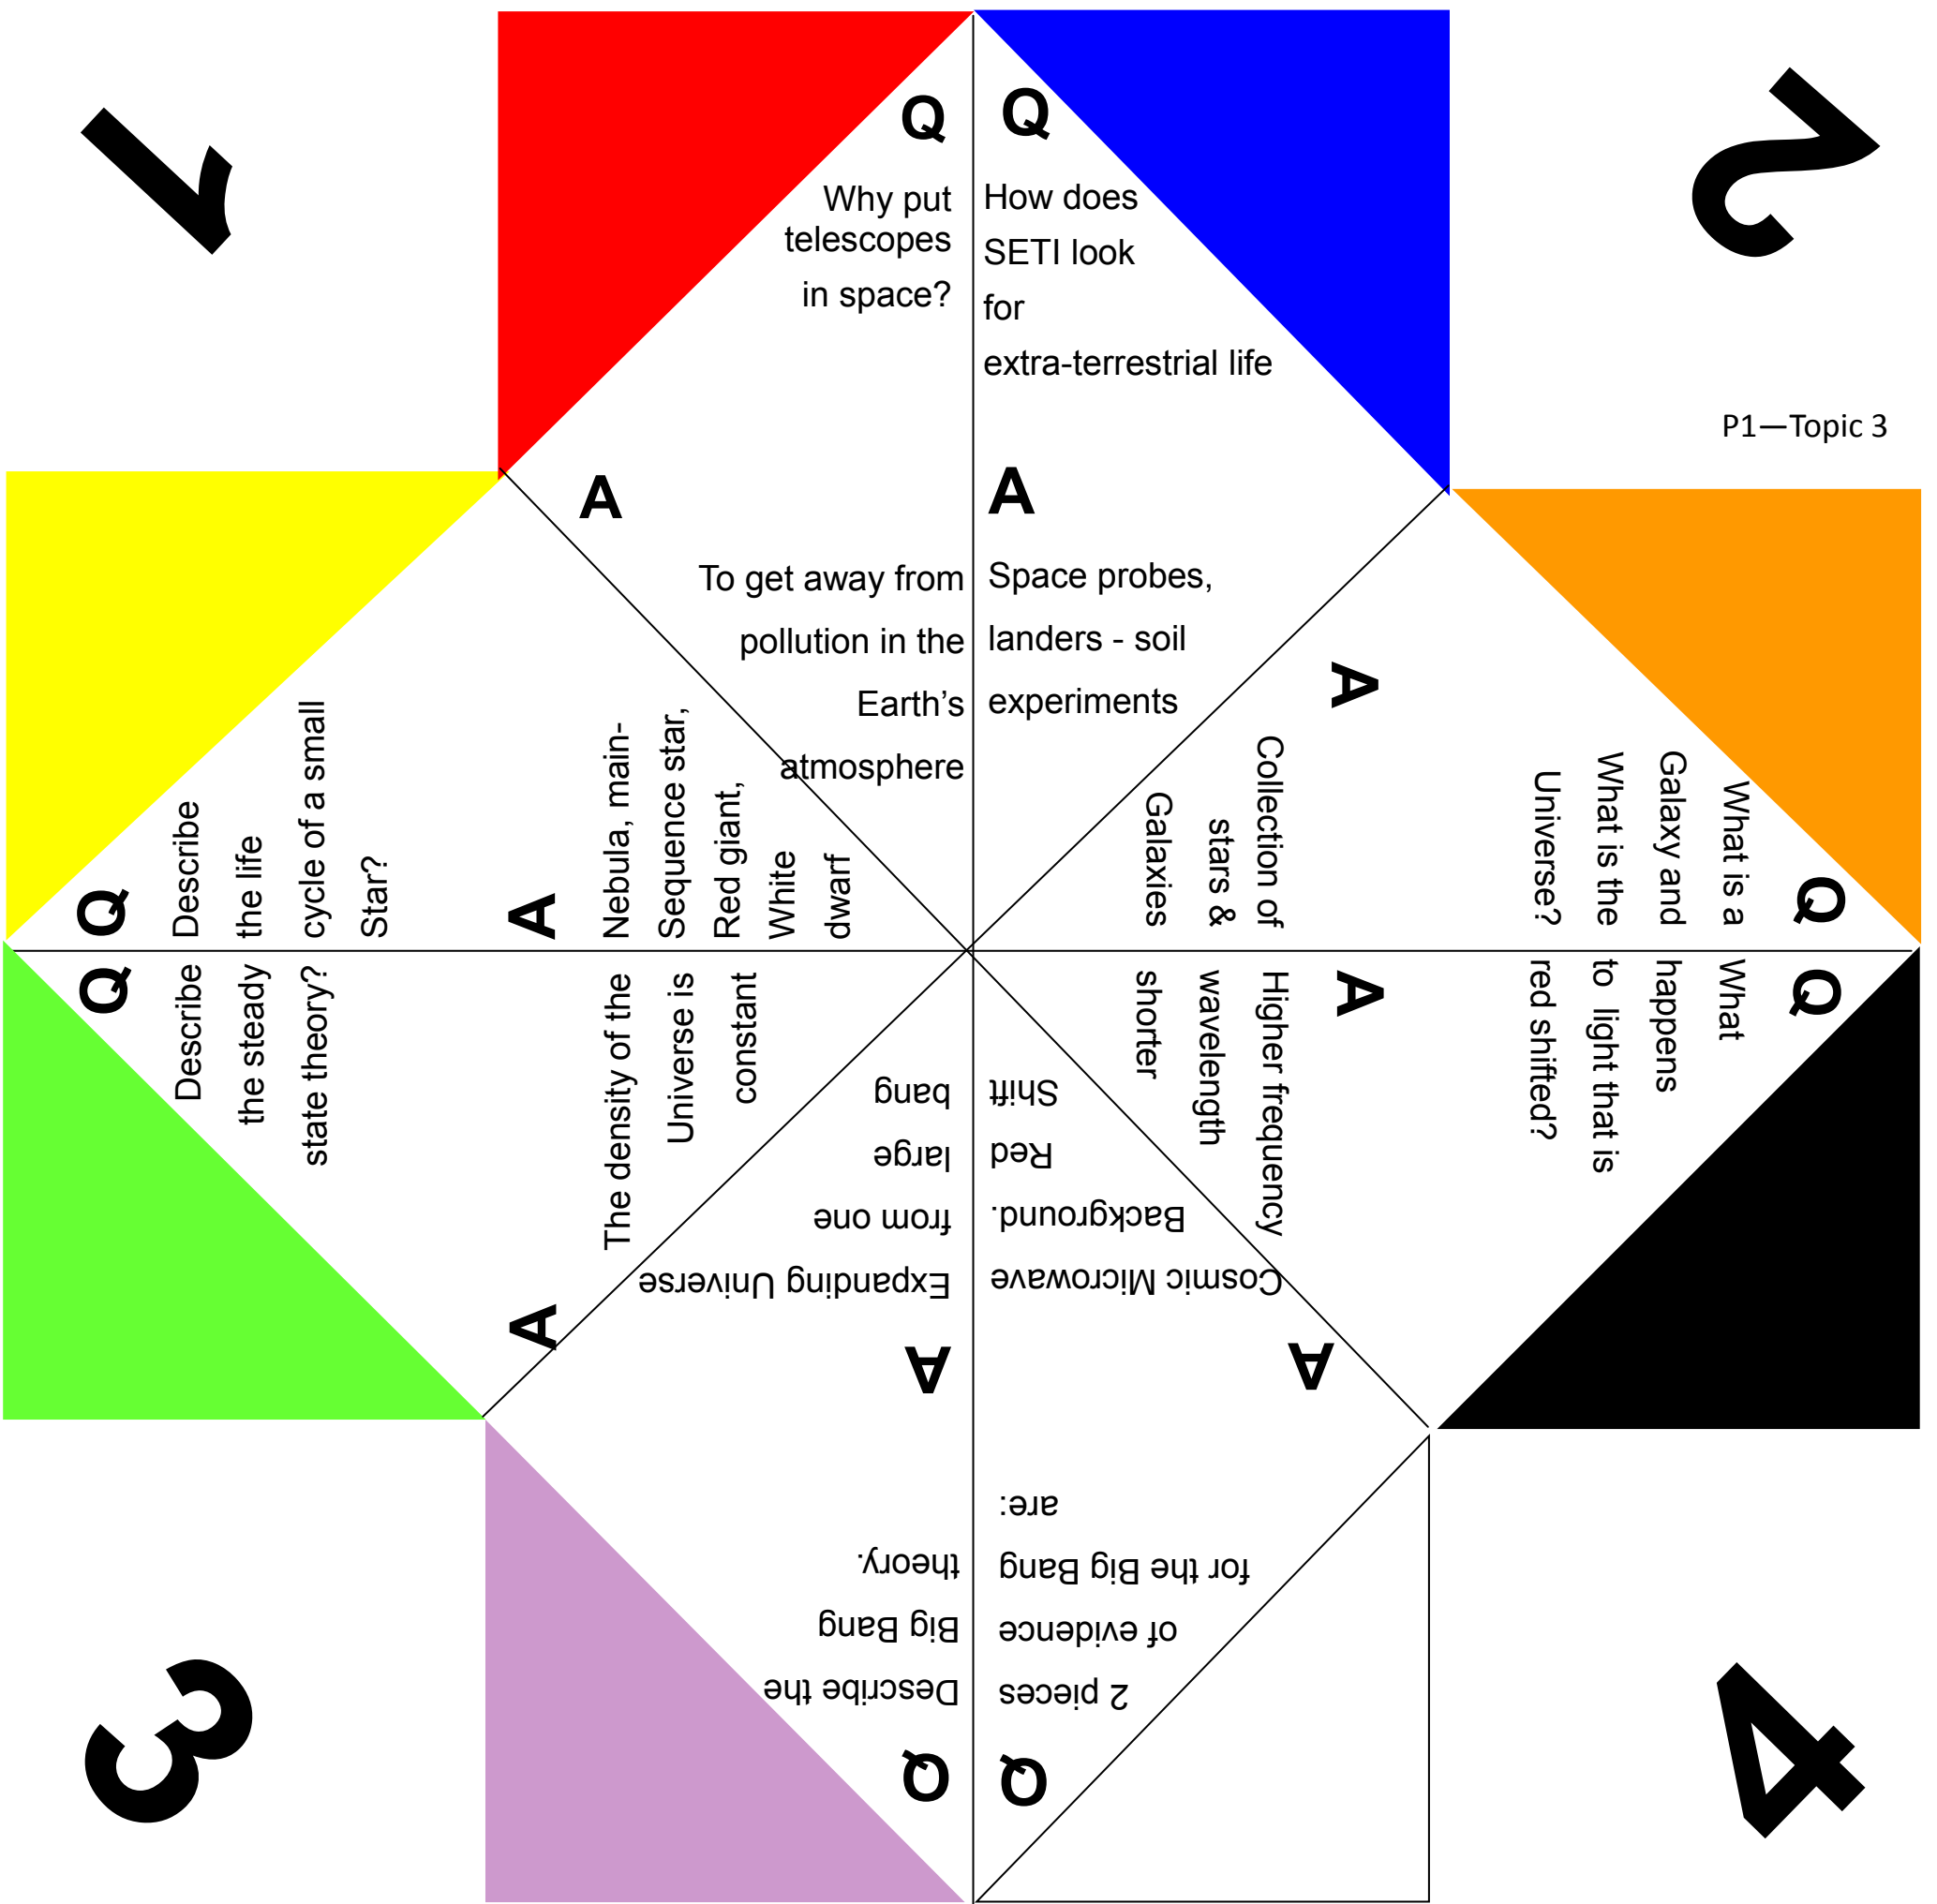 1
2
P1—Topic 3
Q
Why put
telescopes
in space?
A
To get away from
pollution in the
Earth's
atmosphere
Q
How does
SETI look
for
extra-terrestrial life
A
Space probes,
landers - soil
experiments
Q
What is a
Galaxy and
What is the
Universe?
A
Collection of
stars &
Galaxies
Q
What
happens
to light that is
red shifted?
A
Higher frequency
wavelength
shorter
Q
2 pieces
of evidence
for the Big Bang
are:
A
Cosmic Microwave
Background.
Red
Shift
Q
Describe the
Big Bang
theory.
A
Expanding Universe
from one
large
bang
Q
Describe
the steady
state theory?
A
The density of the
Universe is
constant
Q
Describe
the life
cycle of a small
Star?
A
Nebula, main-
Sequence star,
Red giant,
White
dwarf
3
4